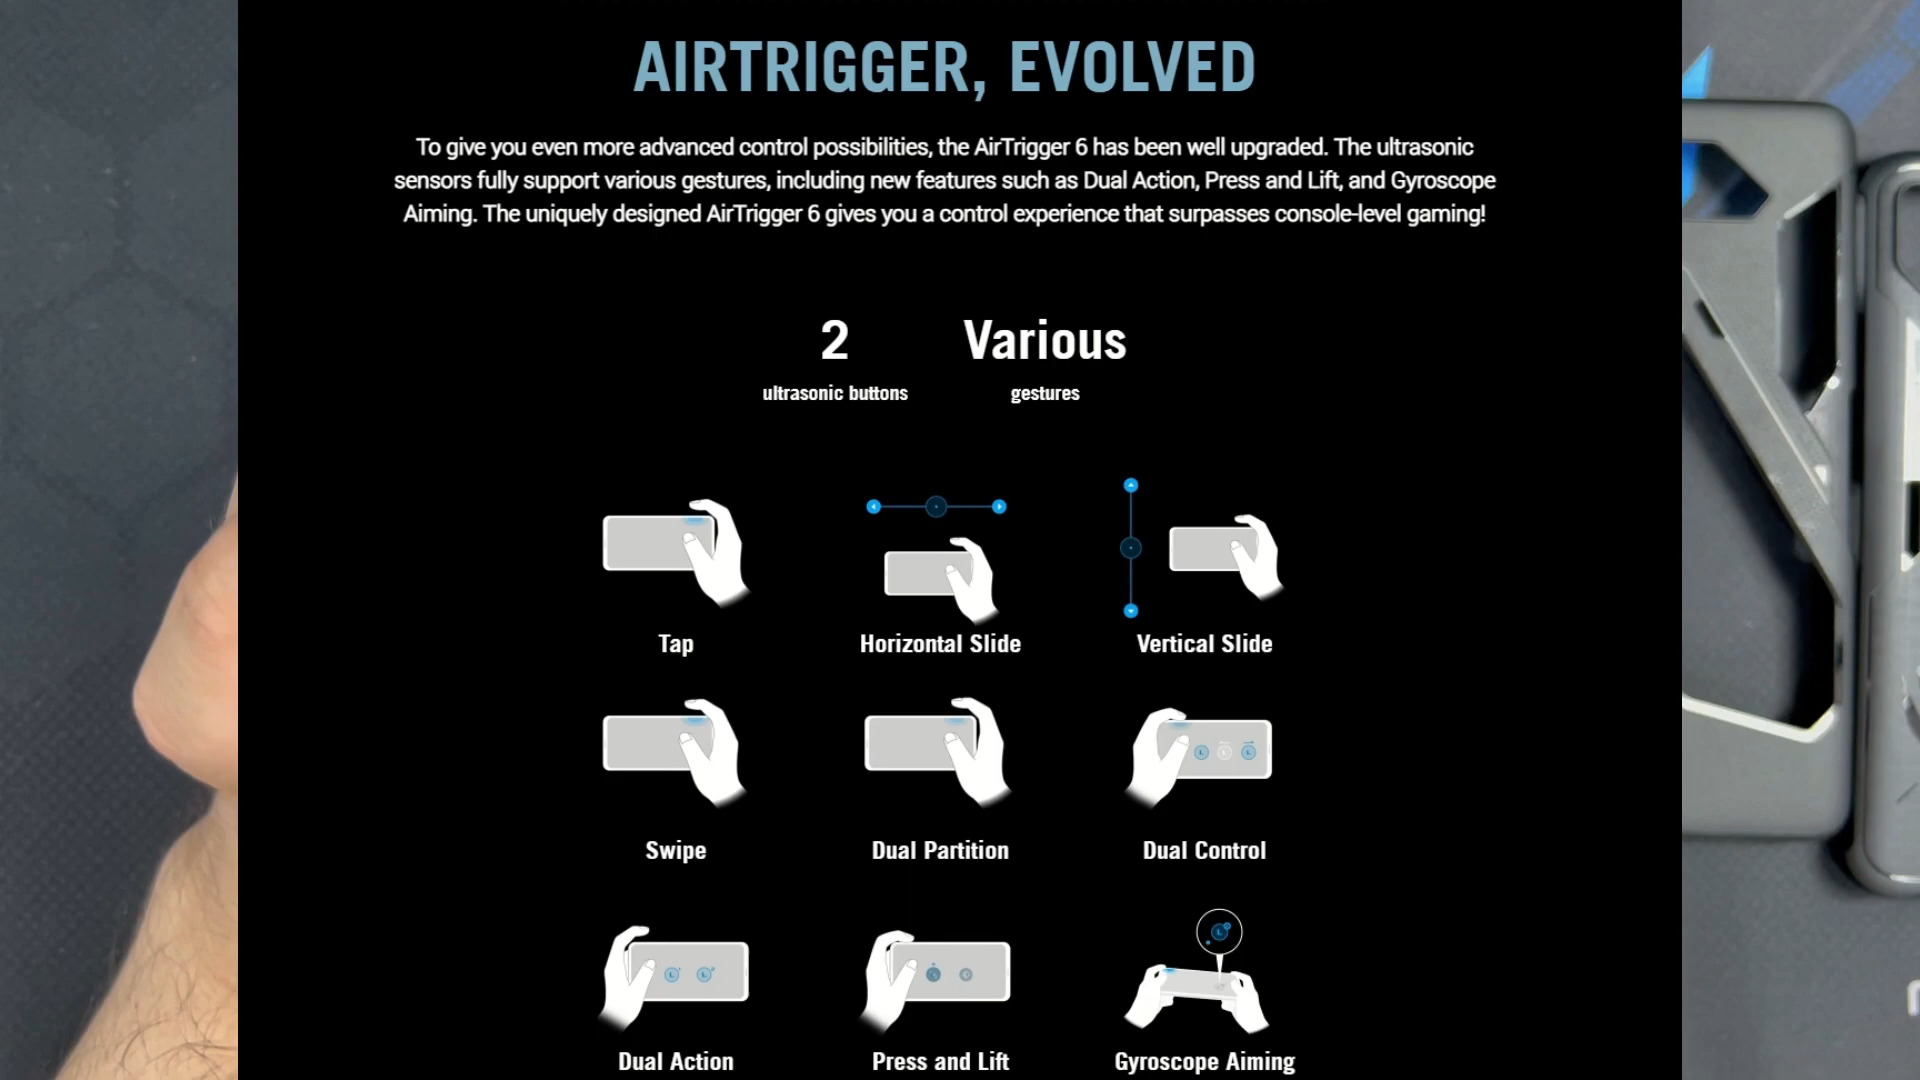 AIRTRIGGER, EVOLVED
To give you even more advanced control possibilities, the AirTrigger 6 has been well upgraded. The ultrasonic
sensors fully support various gestures, including new features such as Dual Action, Press and Lift, and Gyroscope
Aiming. The uniquely designed AirTrigger 6 gives you a control experience that surpasses console-level gaming!
2 Various
ultrasonic buttons gestures
Tap Horizontal Slide Vertical Slide
Swipe Dual Partition Dual Control
Dual Action Press and Lift Gyroscope Aiming